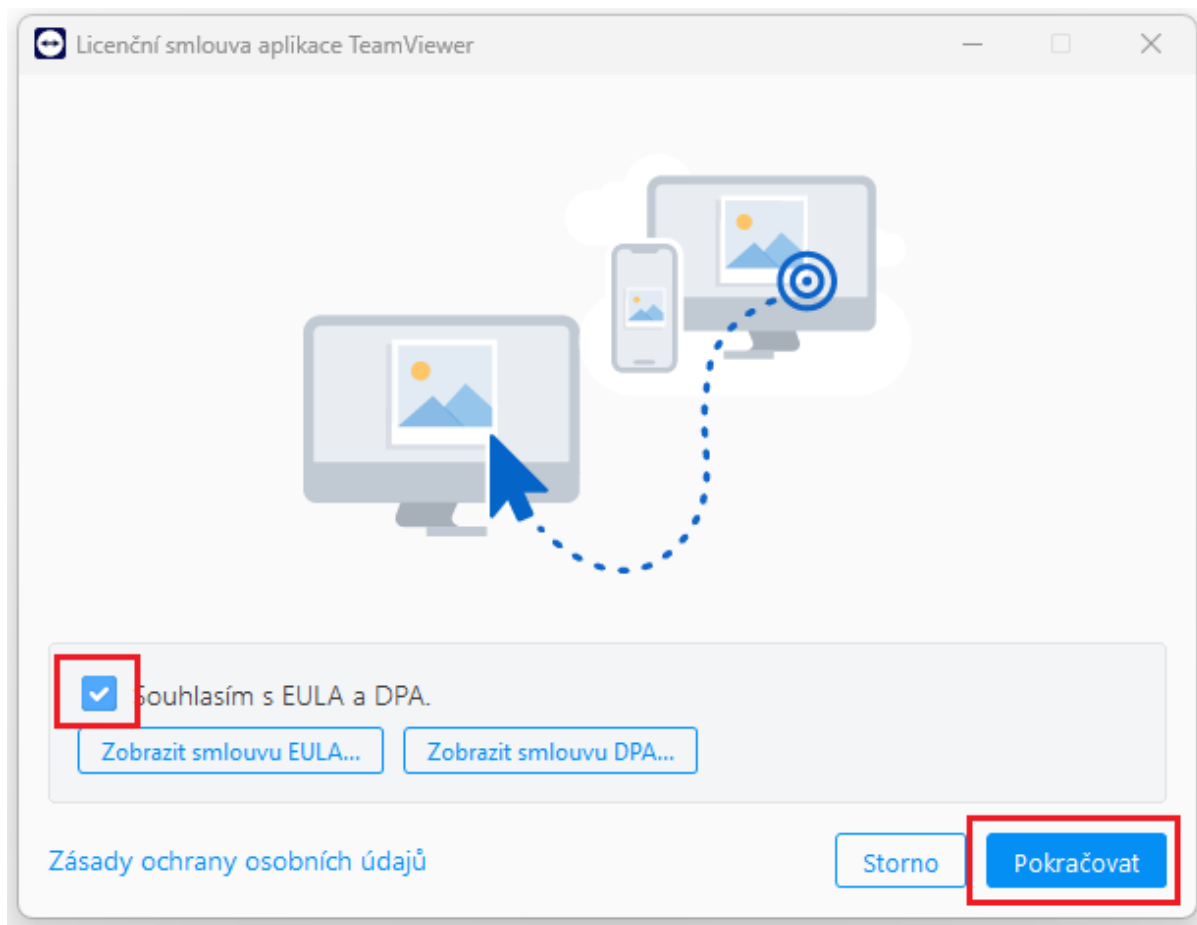 Licenční smlouva aplikace TeamViewer
Souhlasím s EULA a DPA.
Zobrazit smlouvu EULA... Zobrazit smlouvu DPA...
Zásady ochrany osobních údajů Storno Pokračovat